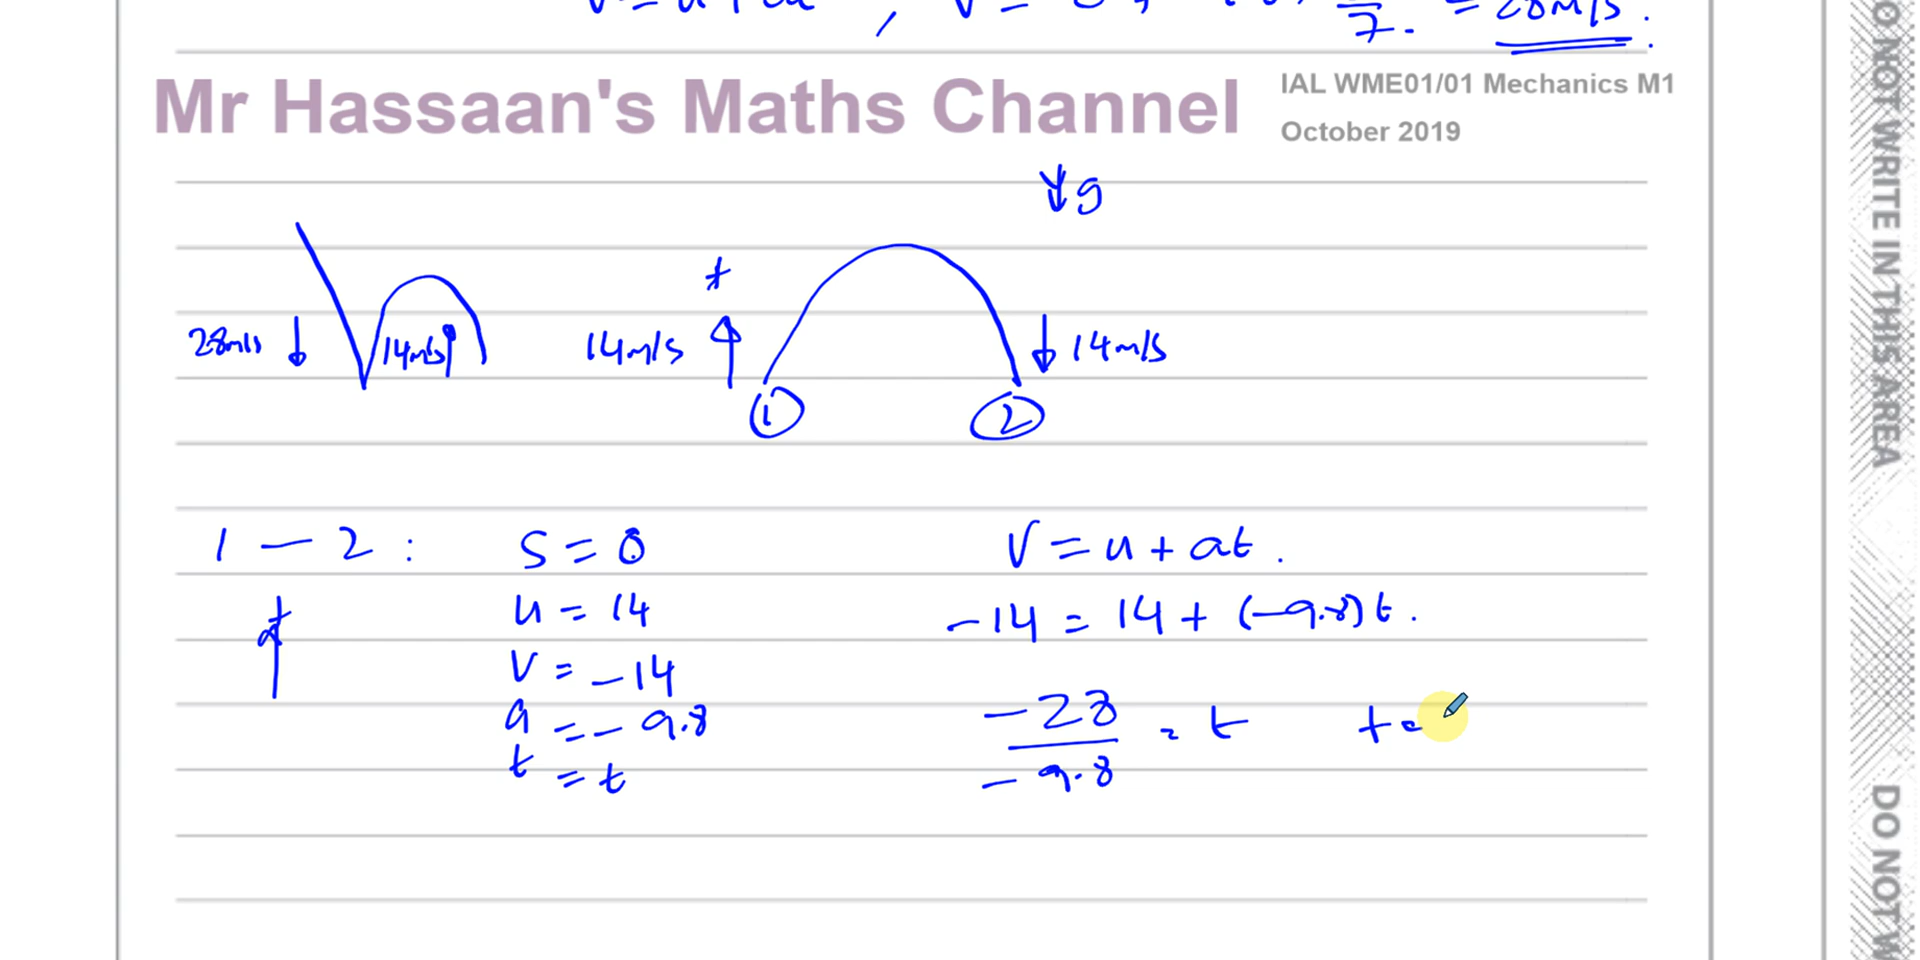 = 28m/s.
7.
Mr Hassaan's Maths Channel
IAL WME01/01 Mechanics M1
October 2019
g
+
28m/s
14m/s
14m/s
14m/s
1
2
1 — 2 :
S = 0
V = u + at.
+
u = 14
-14 = 14 + (-9.8)t.
V = -14
a = -9.8
-28
= t
t =
-9.8
t = t
DO NOT WRITE IN THIS AREA
DO NOT W